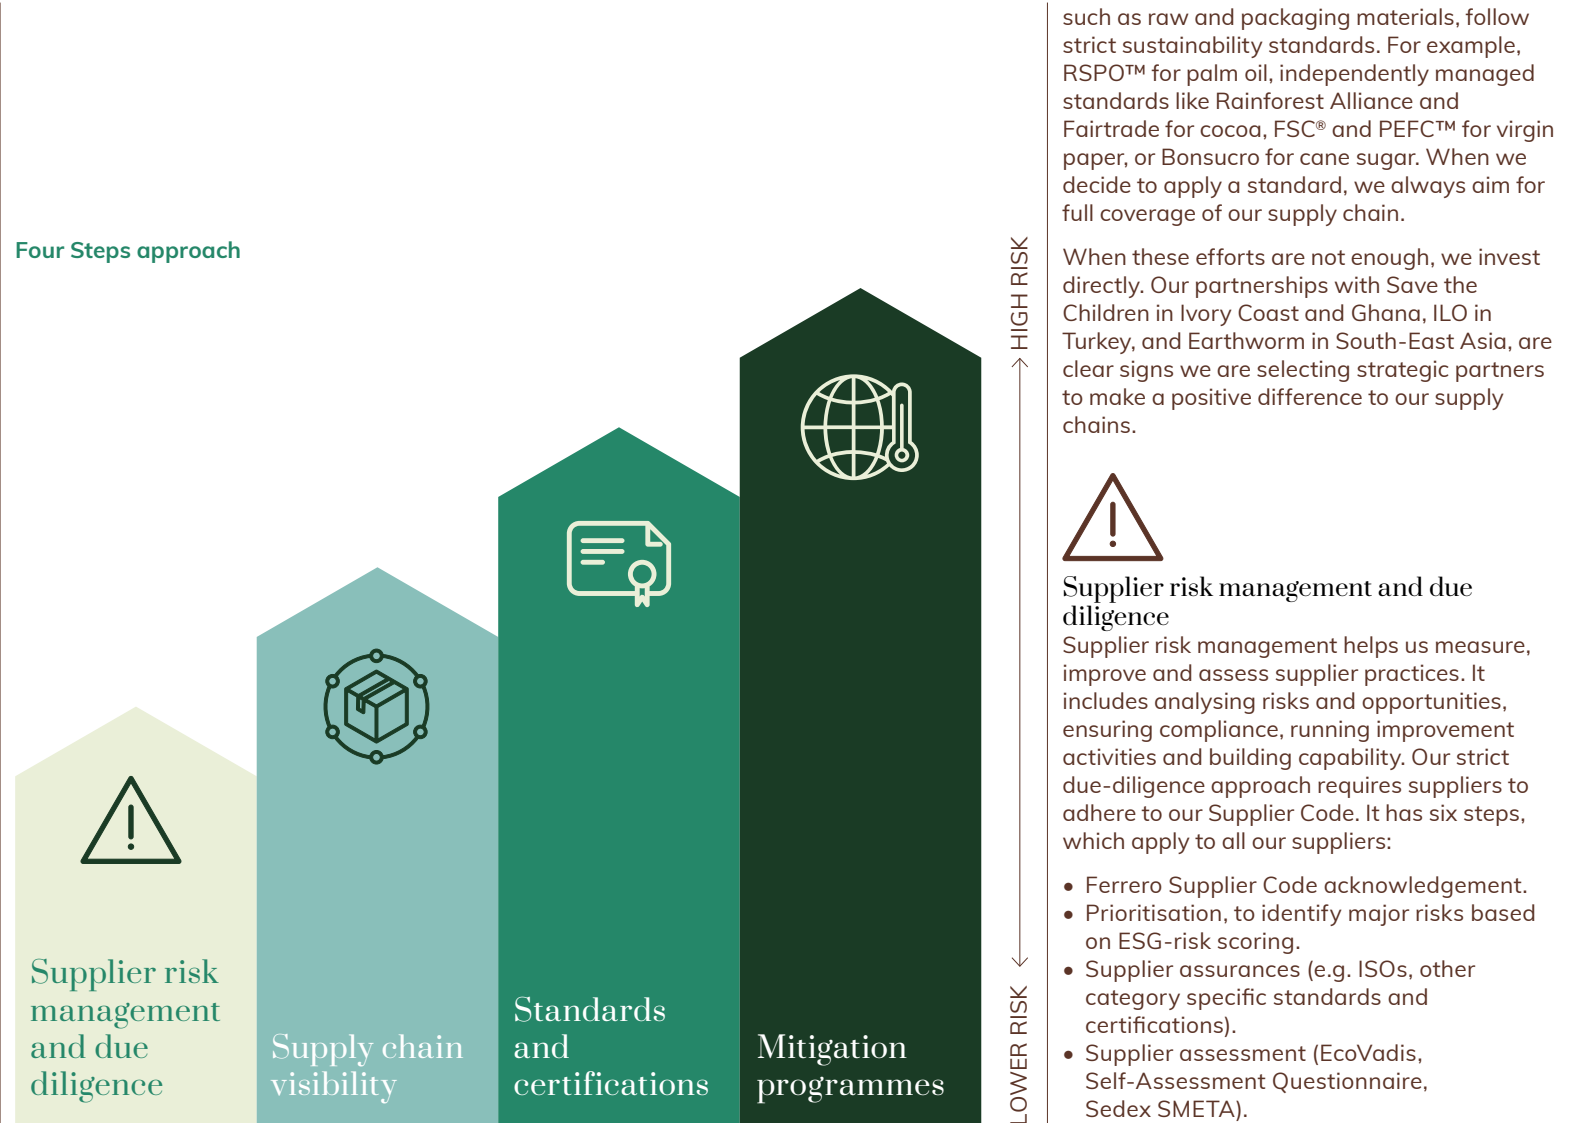 Four Steps approach
Supplier risk
management
and due
diligence
Supply chain
visibility
Standards
and
certifications
Mitigation
programmes
HIGH RISK
LOWER RISK
such as raw and packaging materials, follow
strict sustainability standards. For example,
RSPO™ for palm oil, independently managed
standards like Rainforest Alliance and
Fairtrade for cocoa, FSC® and PEFC™ for virgin
paper, or Bonsucro for cane sugar. When we
decide to apply a standard, we always aim for
full coverage of our supply chain.
When these efforts are not enough, we invest
directly. Our partnerships with Save the
Children in Ivory Coast and Ghana, ILO in
Turkey, and Earthworm in South-East Asia, are
clear signs we are selecting strategic partners
to make a positive difference to our supply
chains.
Supplier risk management and due
diligence
Supplier risk management helps us measure,
improve and assess supplier practices. It
includes analysing risks and opportunities,
ensuring compliance, running improvement
activities and building capability. Our strict
due-diligence approach requires suppliers to
adhere to our Supplier Code. It has six steps,
which apply to all our suppliers:
• Ferrero Supplier Code acknowledgement.
• Prioritisation, to identify major risks based
on ESG-risk scoring.
• Supplier assurances (e.g. ISOs, other
category specific standards and
certifications).
• Supplier assessment (EcoVadis,
Self-Assessment Questionnaire,
Sedex SMETA).